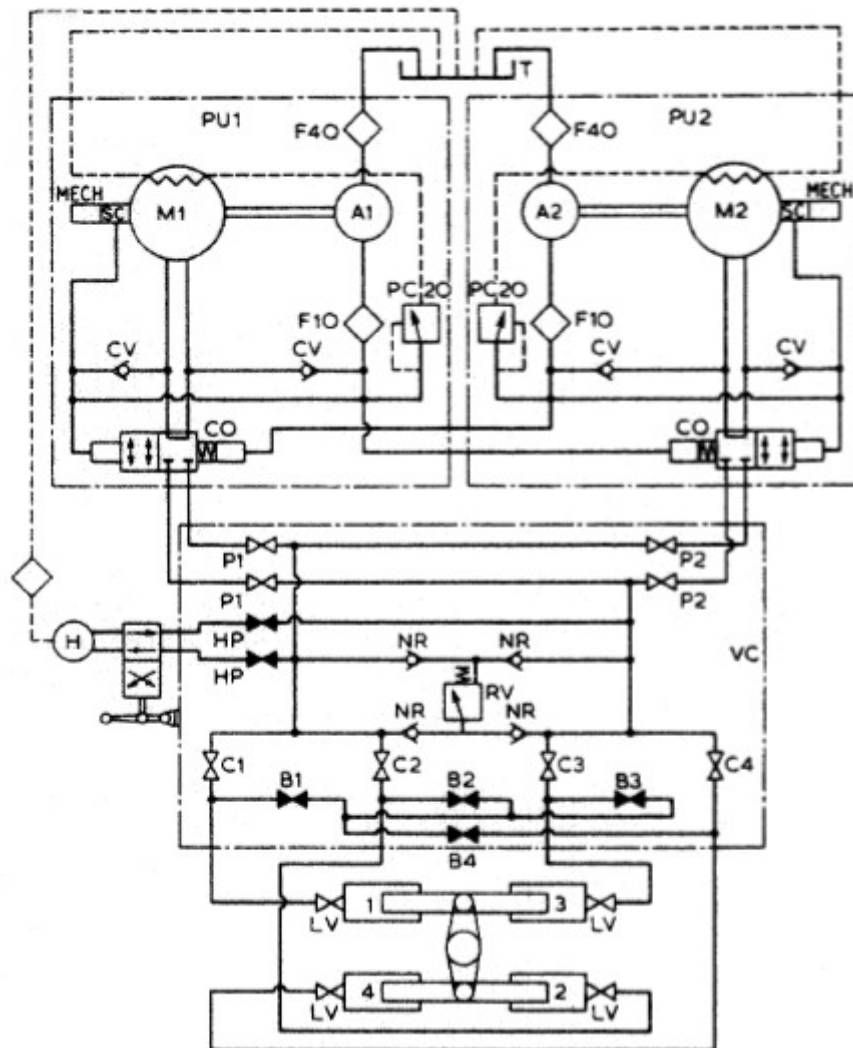 T
PU1
F40
F40
PU2
MECH
SC
M1
A1
A2
M2
SC
MECH
PC20
PC20
F10
F10
CV
CV
CV
CV
CO
CO
P1
P2
P1
P2
H
HP
HP
NR
NR
VC
RV
NR
NR
C1
C2
C3
C4
B1
B2
B3
B4
1
3
LV
LV
4
2
LV
LV